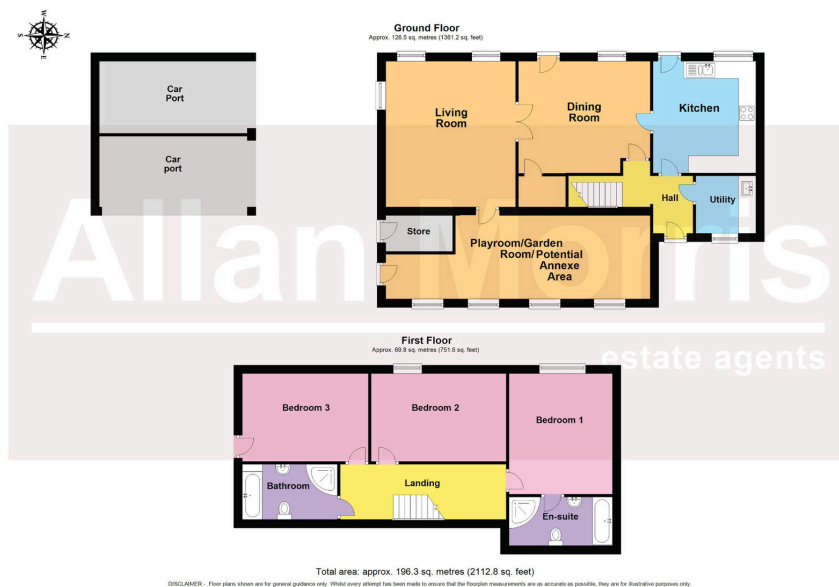 W
N
S
E
Ground Floor
Approx. 126.5 sq. metres (1361.2 sq. feet)
Car
Port
Car
port
Living
Room
Dining
Room
Kitchen
Hall
Utility
Store
Playroom/Garden
Room/Potential
Annexe
Area
Allan Morris
estate agents
First Floor
Approx. 69.8 sq. metres (751.6 sq. feet)
Bedroom 3
Bedroom 2
Bedroom 1
Bathroom
Landing
En-suite
Total area: approx. 196.3 sq. metres (2112.8 sq. feet)
DISCLAIMER - Floor plans shown are for general guidance only. Whilst every attempt has been made to ensure that the floorplan measurements are as accurate as possible, they are for illustrative purposes only.